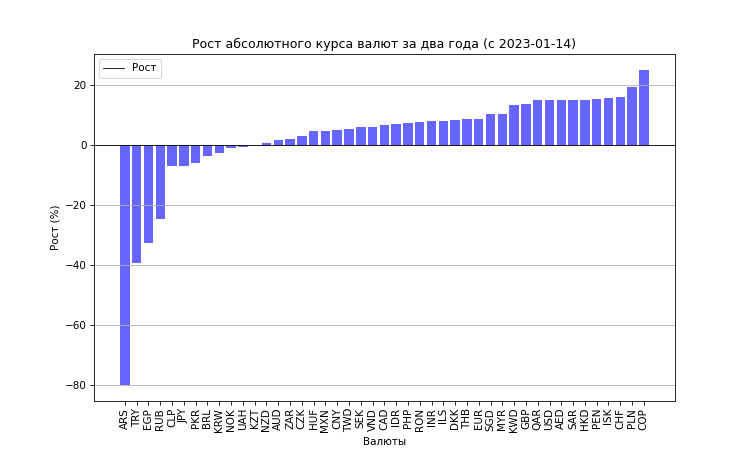 Рост абсолютного курса валют за два года (с 2023-01-14)
Рост
20
0
−20
−40
−60
−80
Рост (%)
ARS TRY EGP RUB CLP JPY PKR BRL KRW NOK UAH KZT NZD AUD ZAR CZK HUF MXN CNY TWD SEK VND CAD IDR PHP RON INR ILS DKK THB EUR SGD MYR KWD GBP QAR USD AED SAR HKD PEN ISK CHF PLN COP
Валюты